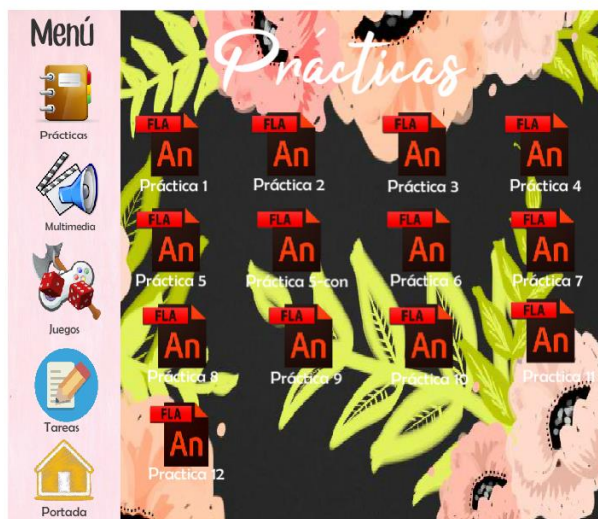 Menú
Prácticas
Multimedia
Juegos
Tareas
Portada
Prácticas
FLA FLA FLA FLA
An An An An
Práctica 1 Práctica 2 Práctica 3 Práctica 4
FLA FLA FLA FLA
An An An An
Práctica 5 Práctica 5-con Práctica 6 Práctica 7
FLA FLA FLA FLA
An An An An
Práctica 8 Práctica 9 Práctica 10 Practica 11
FLA
An
Practica 12